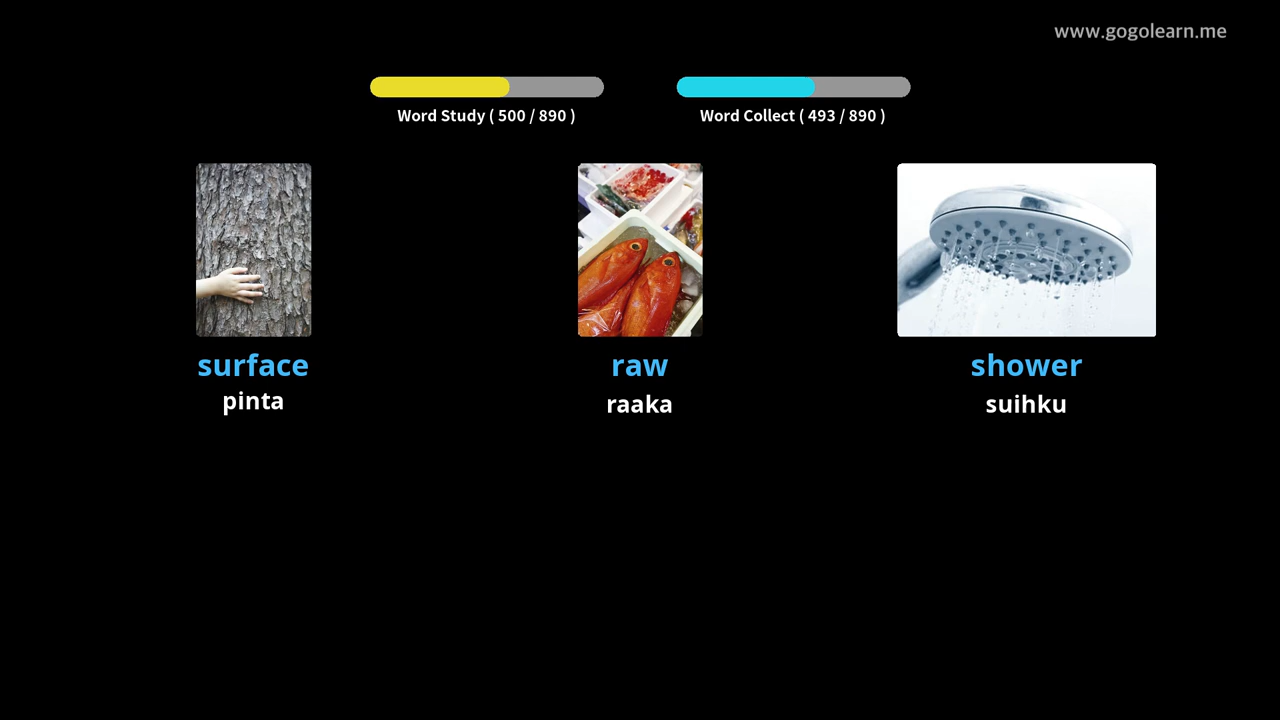 www.gogolearn.me
Word Study ( 500 / 890 )
Word Collect ( 493 / 890 )
surface
pinta
raw
raaka
shower
suihku